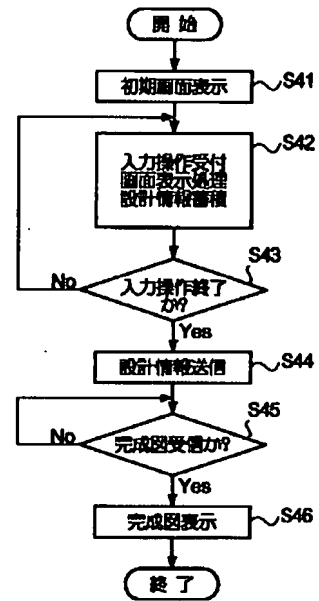 開 始
初期画面表示
S41
S42
入力操作受付
画面表示処理
設計情報蓄積
S43
入力操作終了
か?
No
Yes
設計情報送信
S44
S45
完成図受信か?
No
Yes
完成図表示
S46
終 了